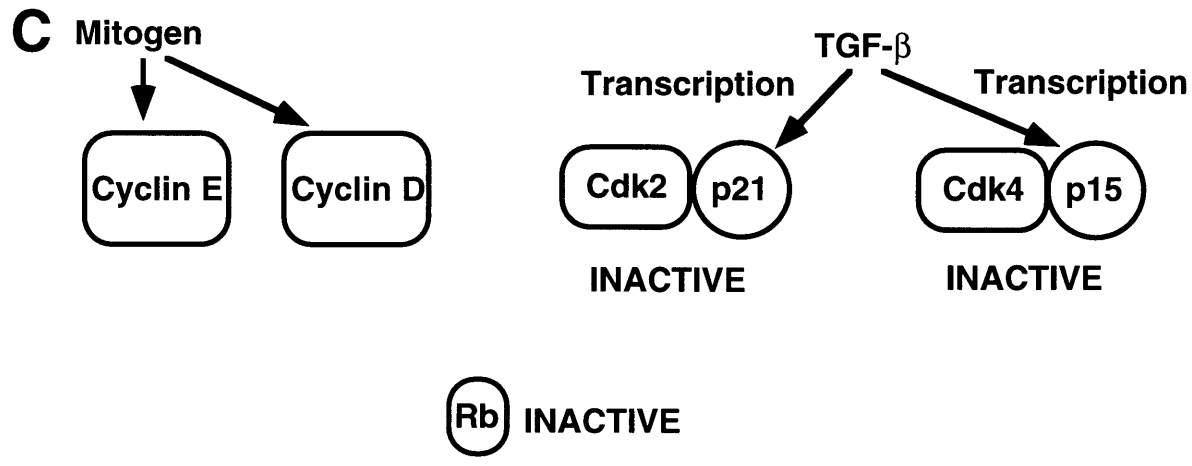 C Mitogen
TGF-β
Transcription
Transcription
Cyclin E
Cyclin D
Cdk2
p21
Cdk4
p15
INACTIVE
INACTIVE
Rb INACTIVE